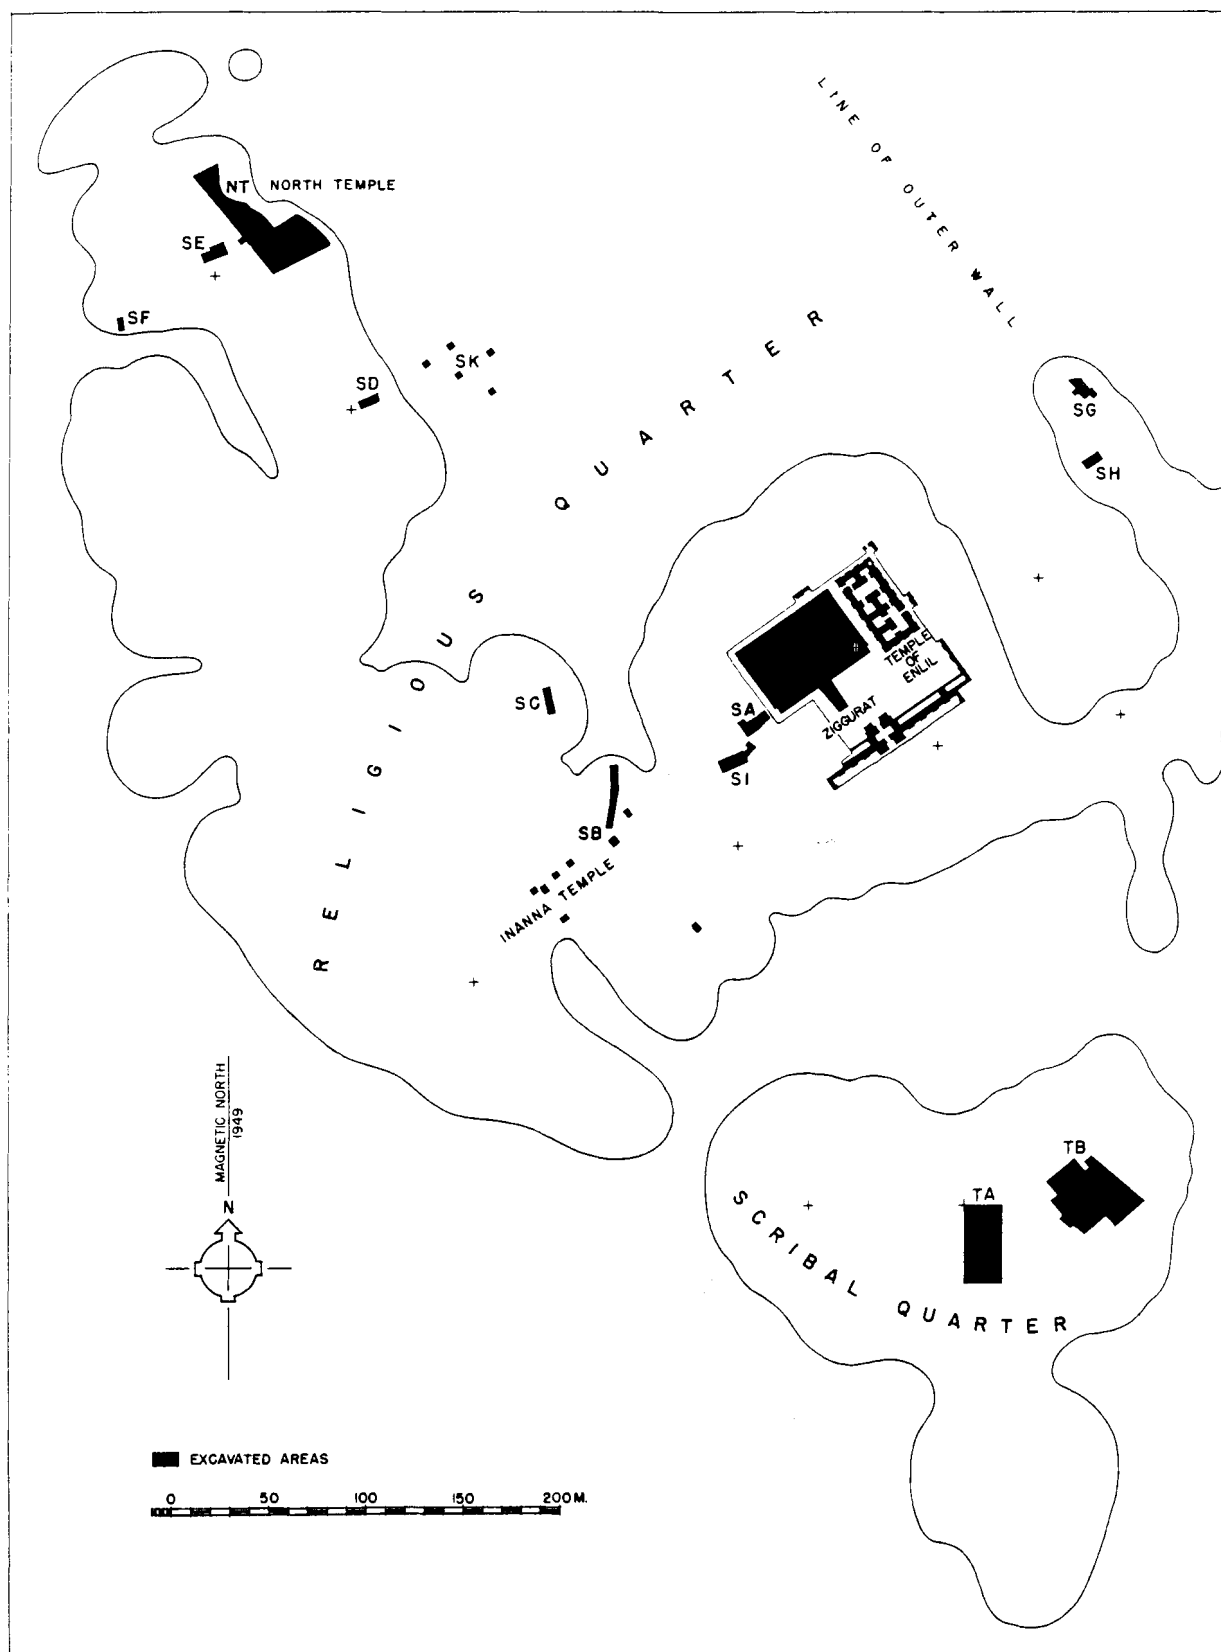 LINE OF OUTER WALL
NT NORTH TEMPLE
SE
SF
SK
SD
RELIGIOUS QUARTER
SG
SH
TEMPLE
OF
ENLIL
ZIGGURAT
SA
SI
SC
SB
INANNA TEMPLE
MAGNETIC NORTH
1949
N
TB
TA
SCRIBAL QUARTER
EXCAVATED AREAS
0 50 100 150 200 M.